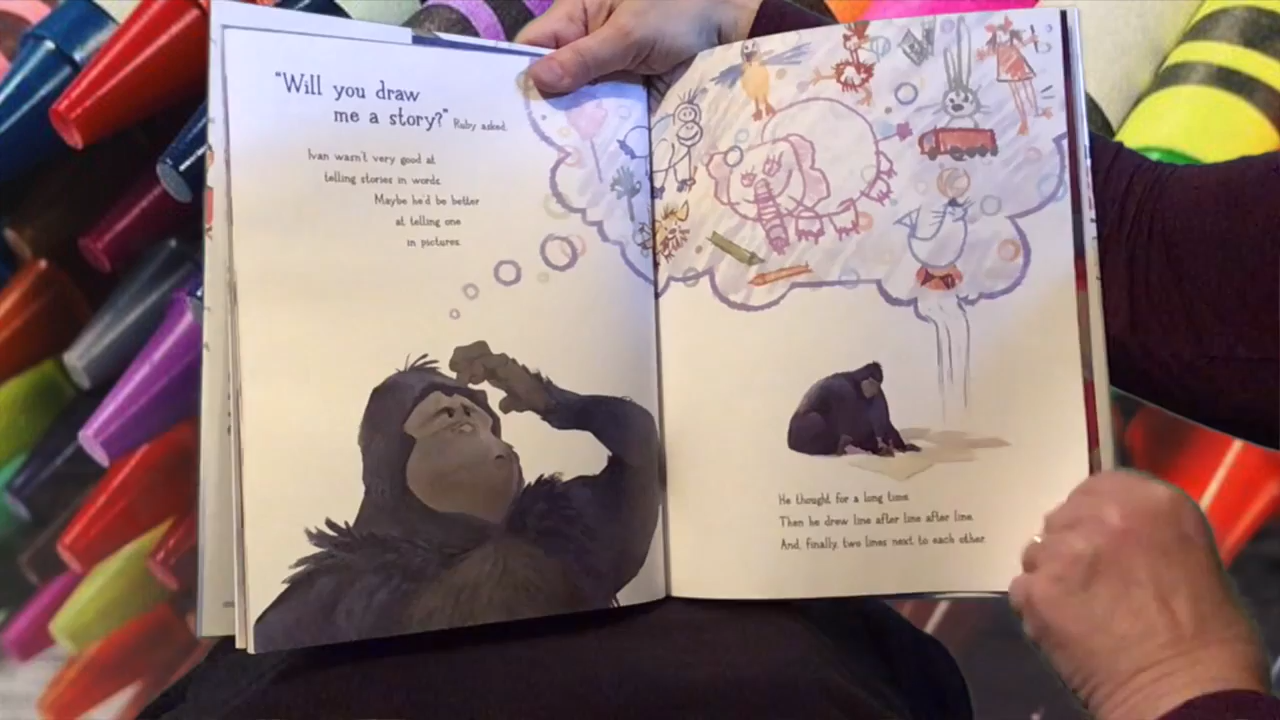 "Will you draw
me a story?" Ruby asked.
Ivan wasn't very good at
telling stories in words.
Maybe he'd be better
at telling one
in pictures.
He thought for a long time.
Then he drew line after line after line.
And, finally, two lines next to each other.